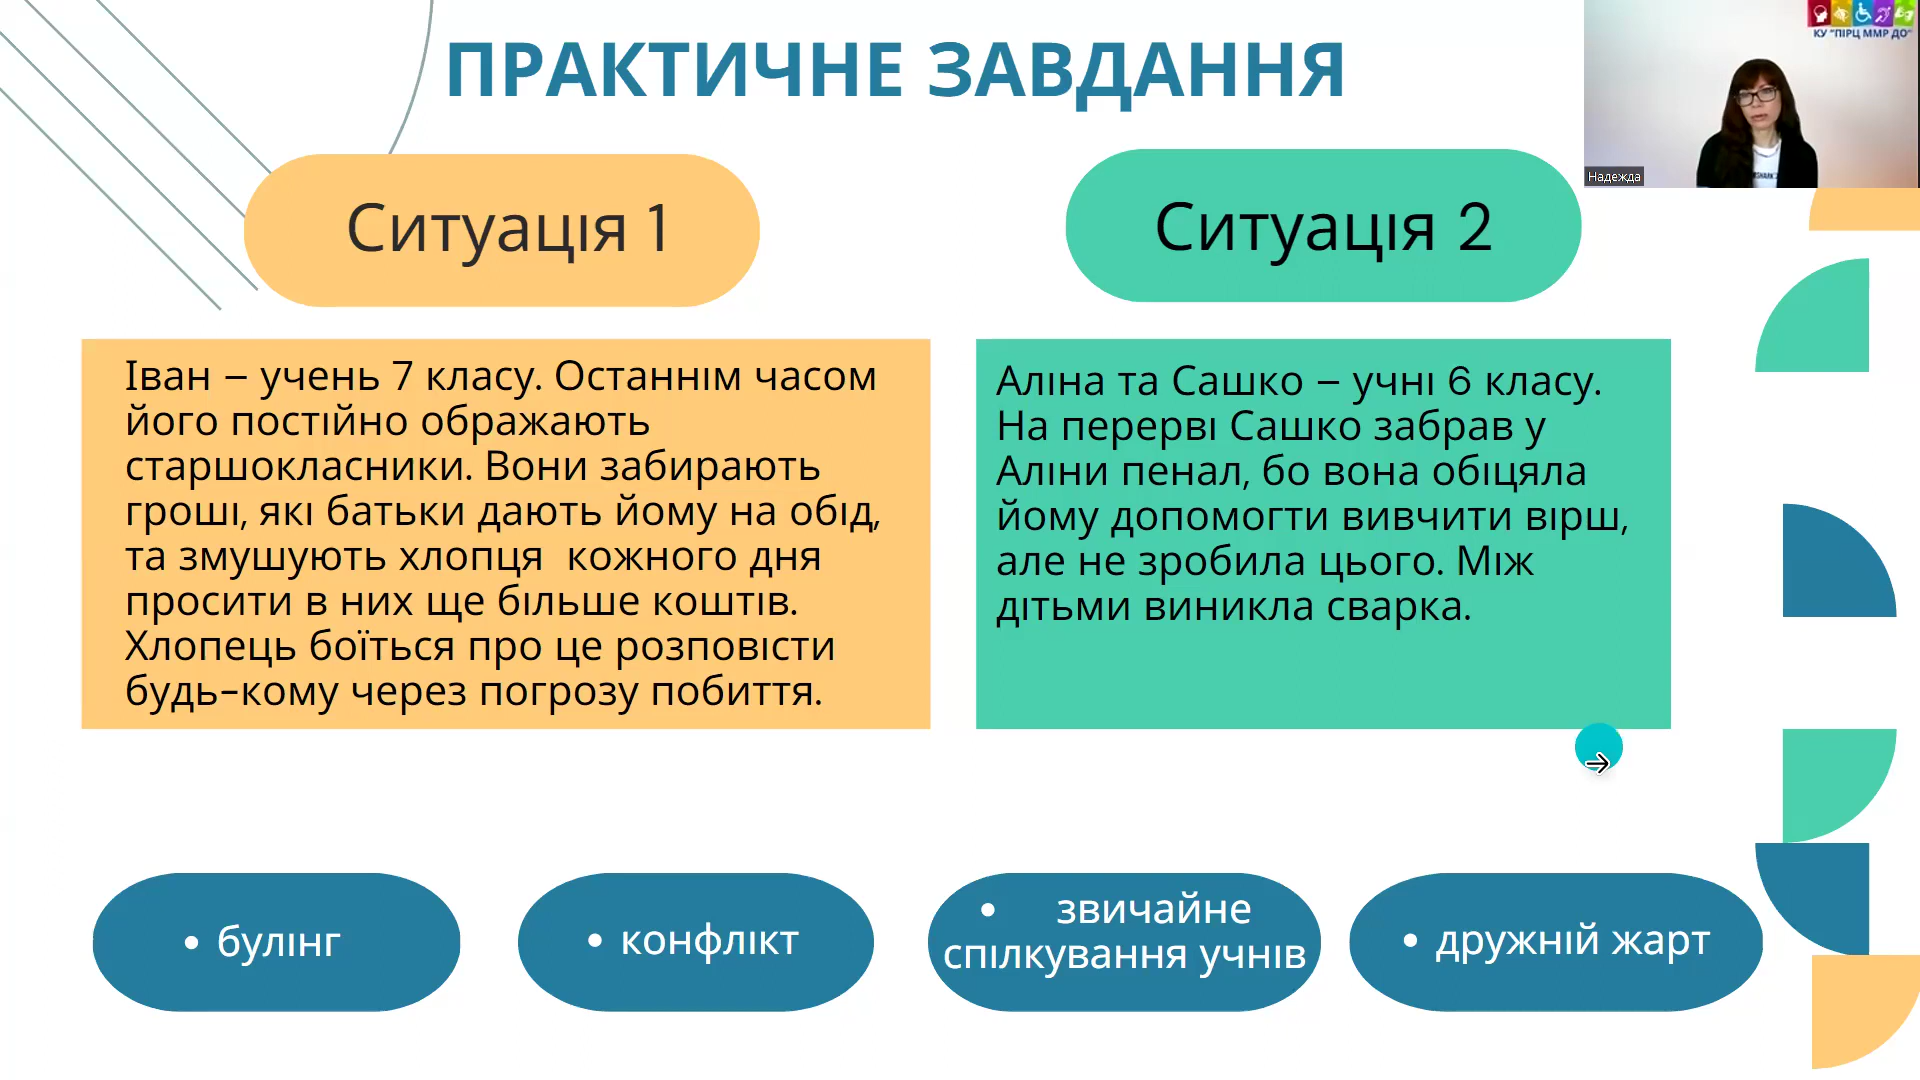 ПРАКТИЧНЕ ЗАВДАННЯ
КУ "ПІРЦ ММР ДО"
Надежда
Ситуація 1
Ситуація 2
Іван – учень 7 класу. Останнім часом
його постійно ображають
старшокласники. Вони забирають
гроші, які батьки дають йому на обід,
та змушують хлопця кожного дня
просити в них ще більше коштів.
Хлопець боїться про це розповісти
будь-кому через погрозу побиття.
Аліна та Сашко – учні 6 класу.
На перерві Сашко забрав у
Аліни пенал, бо вона обіцяла
йому допомогти вивчити вірш,
але не зробила цього. Між
дітьми виникла сварка.
• булінг
• конфлікт
• звичайне
спілкування учнів
• дружній жарт